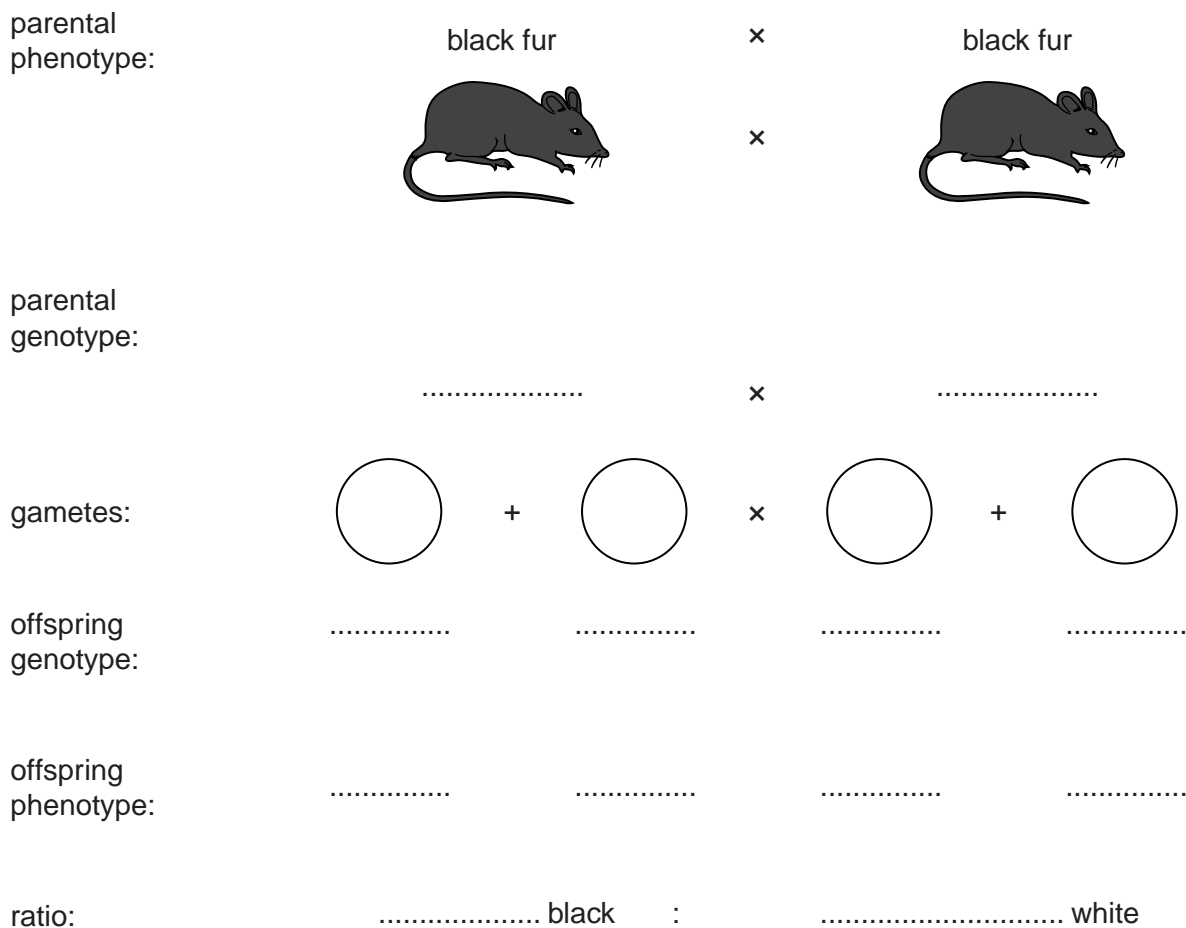 parental
phenotype:
black fur × black fur
×
parental
genotype:
.................... × ....................
gametes:
+ × +
offspring
genotype:
............... ............... ............... ...............
offspring
phenotype:
............... ............... ............... ...............
ratio: .................... black : .............................. white